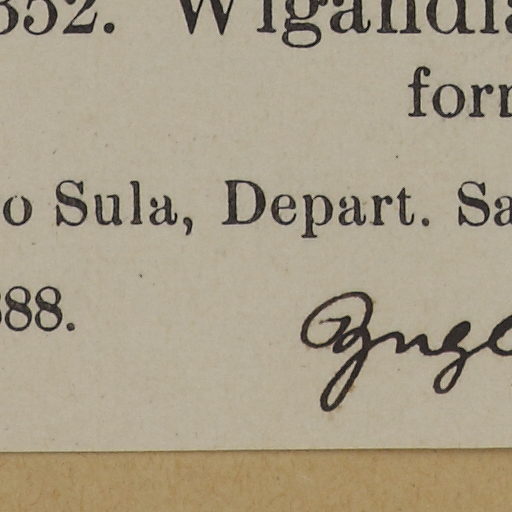 352. Wigandia
form
o Sula, Depart. Sa
888.